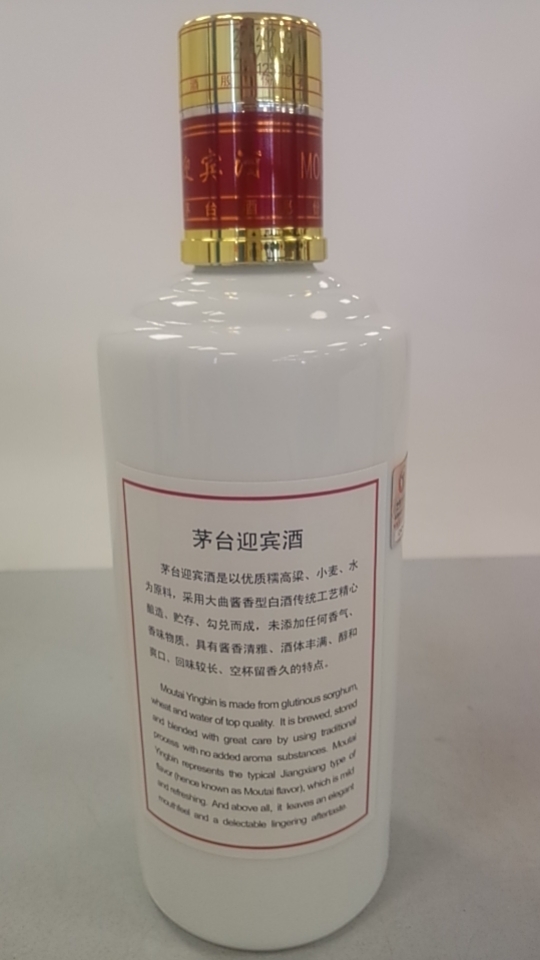 宾酒 MO
台酒
茅台迎宾酒
茅台迎宾酒是以优质糯高粱、小麦、水
为原料，采用大曲酱香型白酒传统工艺精心
酿造、贮存、勾兑而成，未添加任何香气、
香味物质，具有酱香清雅、酒体丰满、醇和
爽口、回味较长、空杯留香久的特点。
Moutai Yingbin is made from glutinous sorghum,
wheat and water of top quality. It is brewed, stored
and blended with great care by using traditional
process with no added aroma substances. Moutai
Yingbin represents the typical Jiangxiang type of
flavor (hence known as Moutai flavor), which is mild
and refreshing. And above all, it leaves an elegant
mouth feel and a delectable lingering aftertaste.